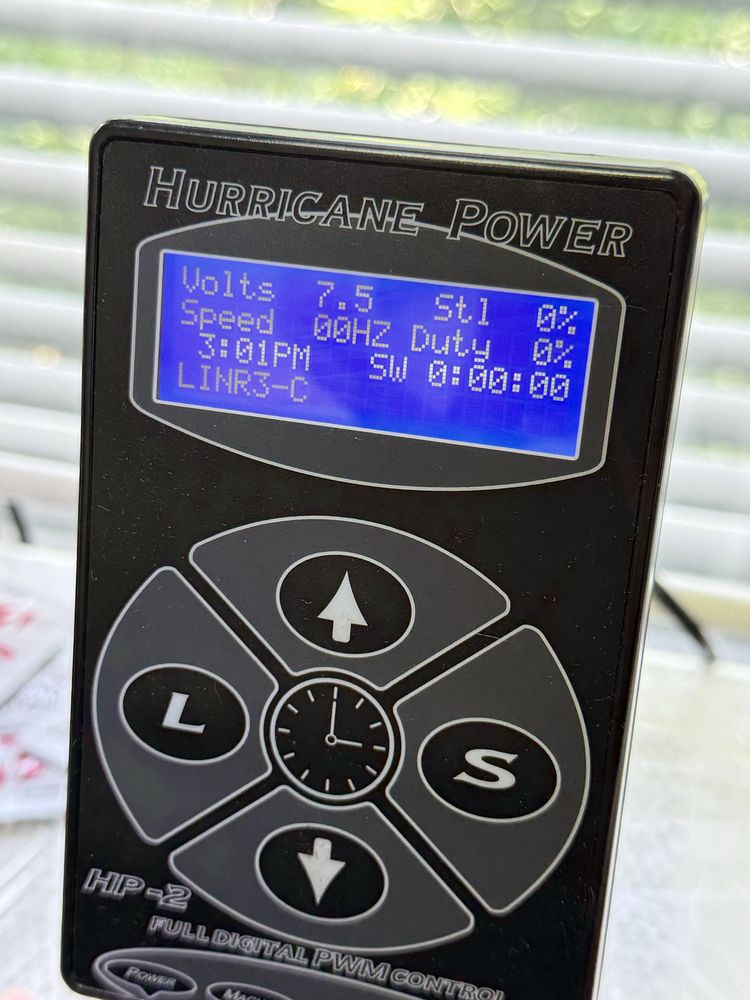 HURRICANE POWER
Volts 7.5 Stl 0%
Speed 00HZ Duty 0%
3:01PM SW 0:00:00
LINR3-C
L
S
HP-2
FULL DIGITAL PWM CONTROL
POWER